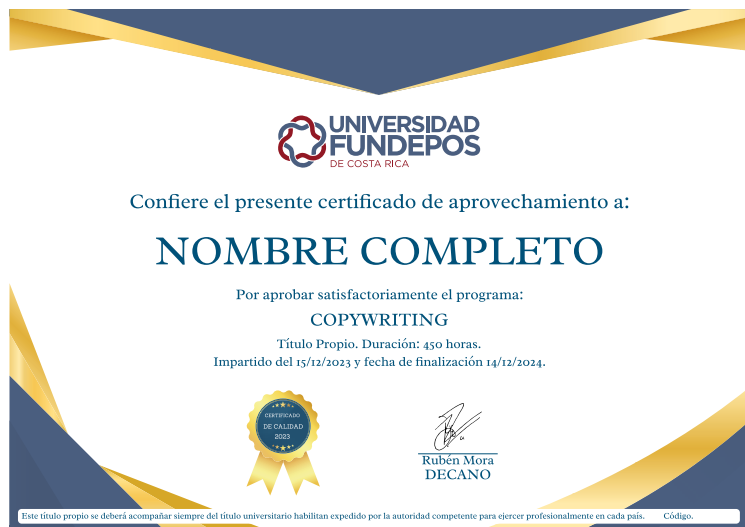 UNIVERSIDAD
FUNDEPOS
DE COSTA RICA
Confiere el presente certificado de aprovechamiento a:
NOMBRE COMPLETO
Por aprobar satisfactoriamente el programa:
COPYWRITING
Título Propio. Duración: 450 horas.
Impartido del 15/12/2023 y fecha de finalización 14/12/2024.
CERTIFICADO
DE CALIDAD
2023
Rubén Mora
DECANO
Este título propio se deberá acompañar siempre del título universitario habilitan expedido por la autoridad competente para ejercer profesionalmente en cada país. Código.